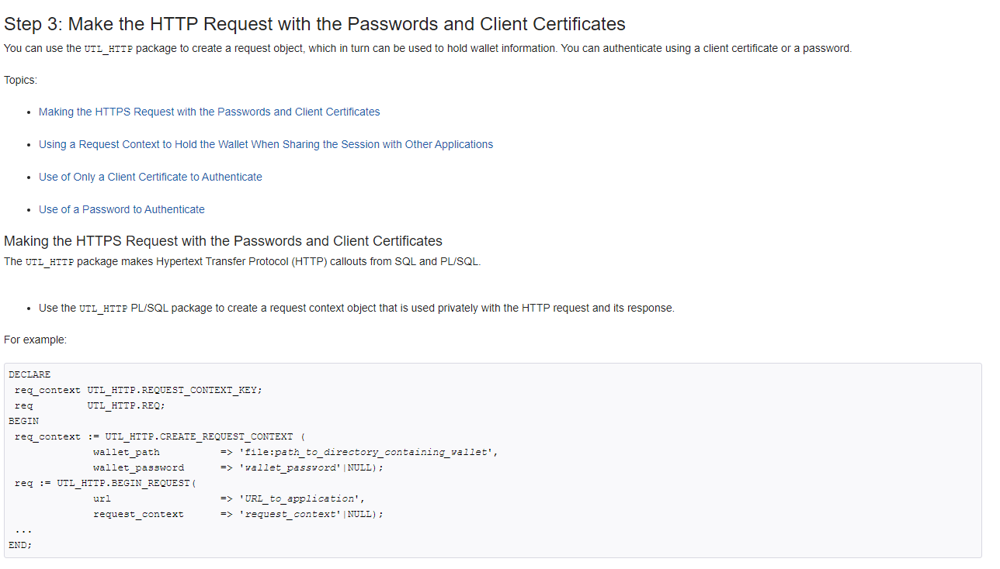 Step 3: Make the HTTP Request with the Passwords and Client Certificates
You can use the UTL_HTTP package to create a request object, which in turn can be used to hold wallet information. You can authenticate using a client certificate or a password.
Topics:
• Making the HTTPS Request with the Passwords and Client Certificates
• Using a Request Context to Hold the Wallet When Sharing the Session with Other Applications
• Use of Only a Client Certificate to Authenticate
• Use of a Password to Authenticate
Making the HTTPS Request with the Passwords and Client Certificates
The UTL_HTTP package makes Hypertext Transfer Protocol (HTTP) callouts from SQL and PL/SQL.
• Use the UTL_HTTP PL/SQL package to create a request context object that is used privately with the HTTP request and its response.
For example:
DECLARE
 req_context UTL_HTTP.REQUEST_CONTEXT_KEY;
 req         UTL_HTTP.REQ;
BEGIN
 req_context := UTL_HTTP.CREATE_REQUEST_CONTEXT (
              wallet_path          => 'file:path_to_directory_containing_wallet',
              wallet_password      => 'wallet_password'|NULL);
 req := UTL_HTTP.BEGIN_REQUEST(
              url                  => 'URL_to_application',
              request_context      => 'request_context'|NULL);
 ...
END;